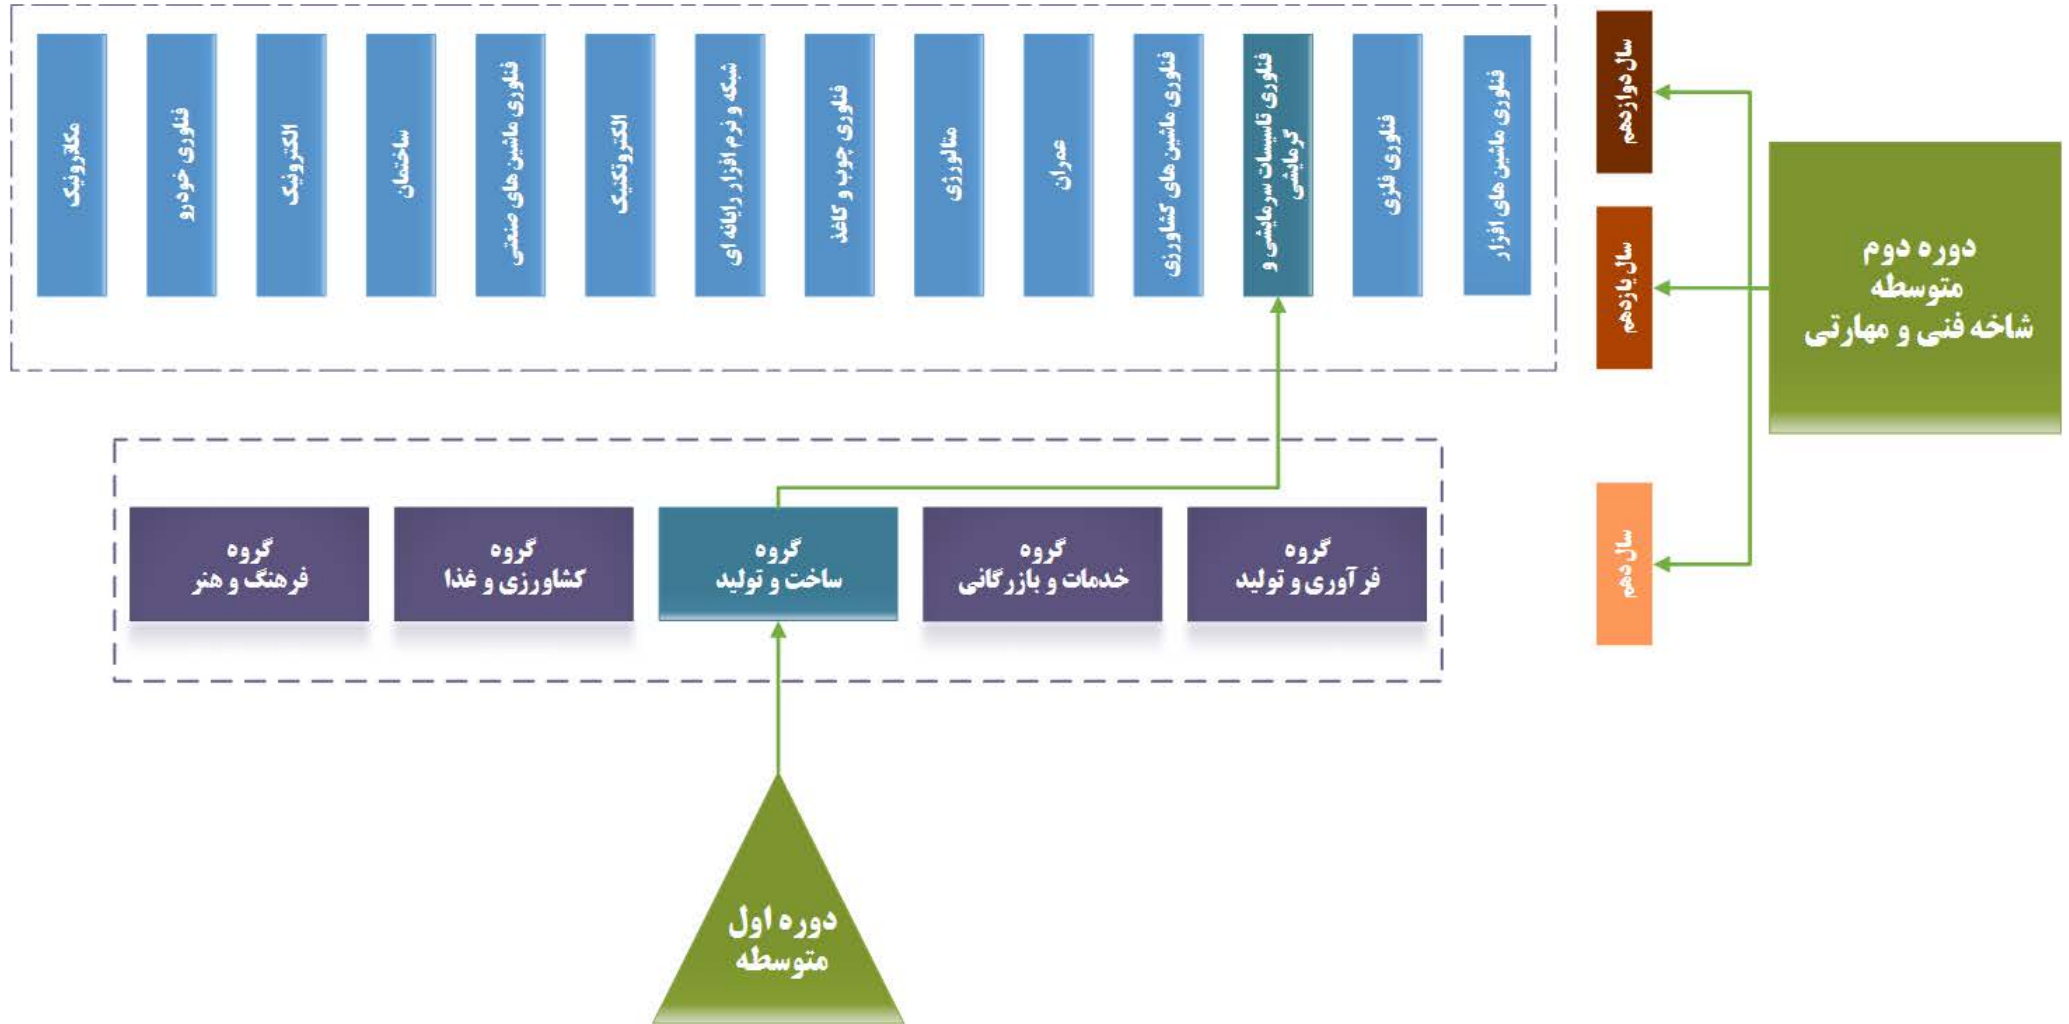 فناوری ماشین های افزار
فناوری فلزی
فناوری تاسیسات سرمایشی و
گرمایشی
فناوری ماشین های کشاورزی
عمران
متالورژی
فناوری چوب و کاغذ
شبکه و نرم افزار رایانه ای
الکتروتکنیک
فناوری ماشین های صنعتی
ساختمان
الکترونیک
فناوری خودرو
مکاترونیک
سال دوازدهم
سال یازدهم
سال دهم
دوره دوم
متوسطه
شاخه فنی و مهارتی
گروه
فرآوری و تولید
گروه
خدمات و بازرگانی
گروه
ساخت و تولید
گروه
کشاورزی و غذا
گروه
فرهنگ و هنر
دوره اول
متوسطه